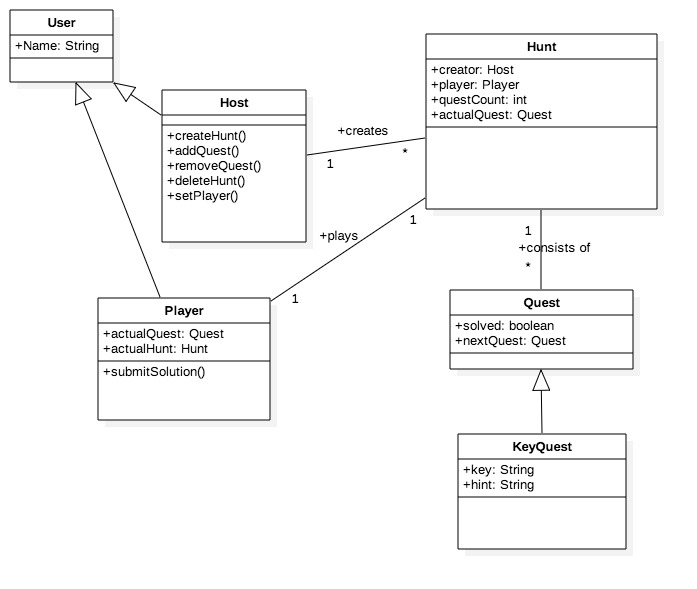 User
+Name: String
Host
+createHunt()
+addQuest()
+removeQuest()
+deleteHunt()
+setPlayer()
Hunt
+creator: Host
+player: Player
+questCount: int
+actualQuest: Quest
+creates
1
*
+plays
1
1
Player
+actualQuest: Quest
+actualHunt: Hunt
+submitSolution()
1
+consists of
*
Quest
+solved: boolean
+nextQuest: Quest
KeyQuest
+key: String
+hint: String